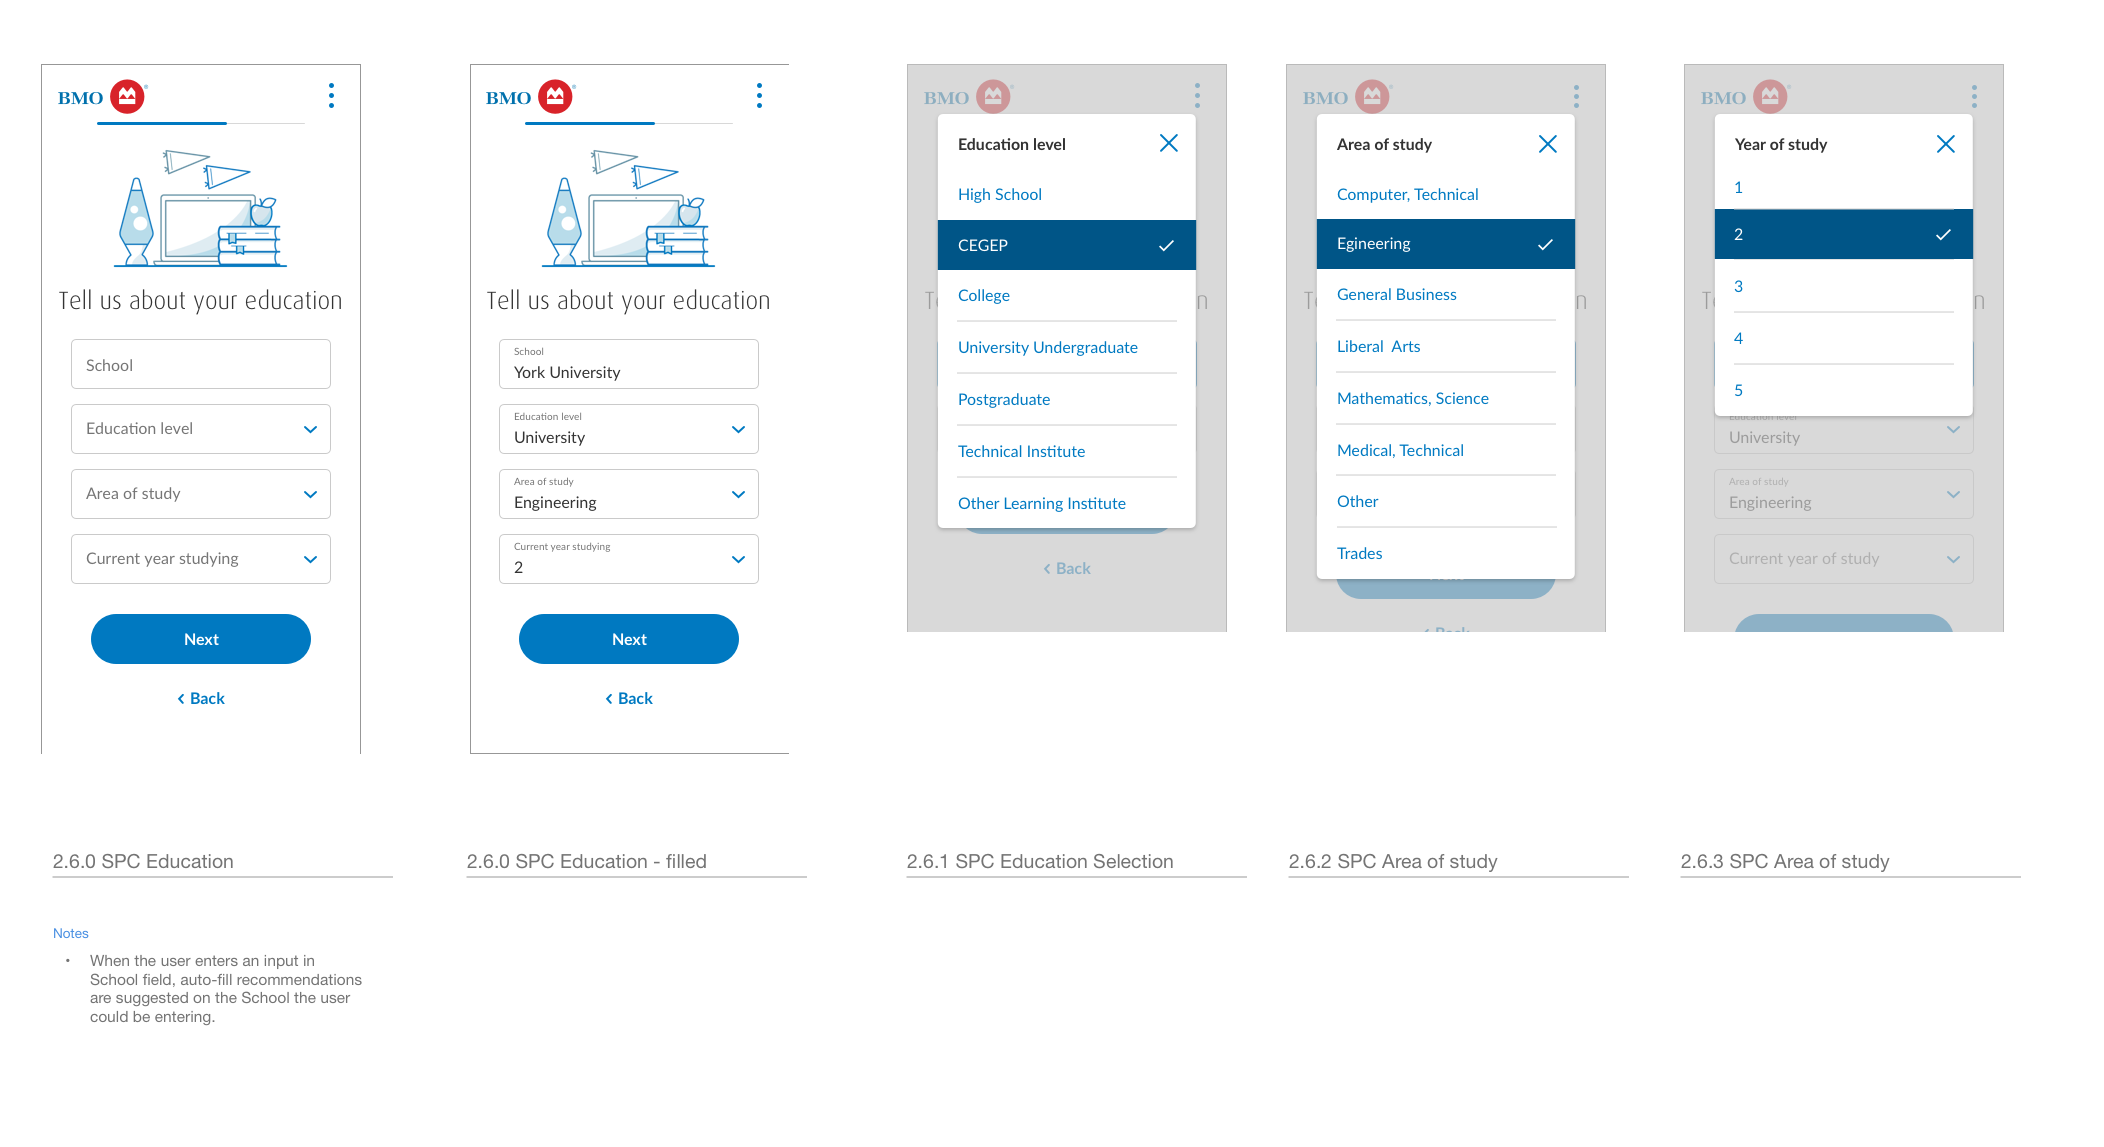 BMO
Tell us about your education
School
Education level
Area of study
Current year studying
Next
Back
BMO
Tell us about your education
School
York University
Education level
University
Area of study
Engineering
Current year studying
2
Next
Back
BMO
Education level
High School
CEGEP
College
University Undergraduate
Postgraduate
Technical Institute
Other Learning Institute
Back
BMO
Area of study
Computer, Technical
Egineering
General Business
Liberal Arts
Mathematics, Science
Medical, Technical
Other
Trades
Back
BMO
Year of study
1
2
3
4
5
Education level
University
Area of study
Engineering
Current year of study
2.6.0 SPC Education
2.6.0 SPC Education - filled
2.6.1 SPC Education Selection
2.6.2 SPC Area of study
2.6.3 SPC Area of study
Notes
• When the user enters an input in
School field, auto-fill recommendations
are suggested on the School the user
could be entering.